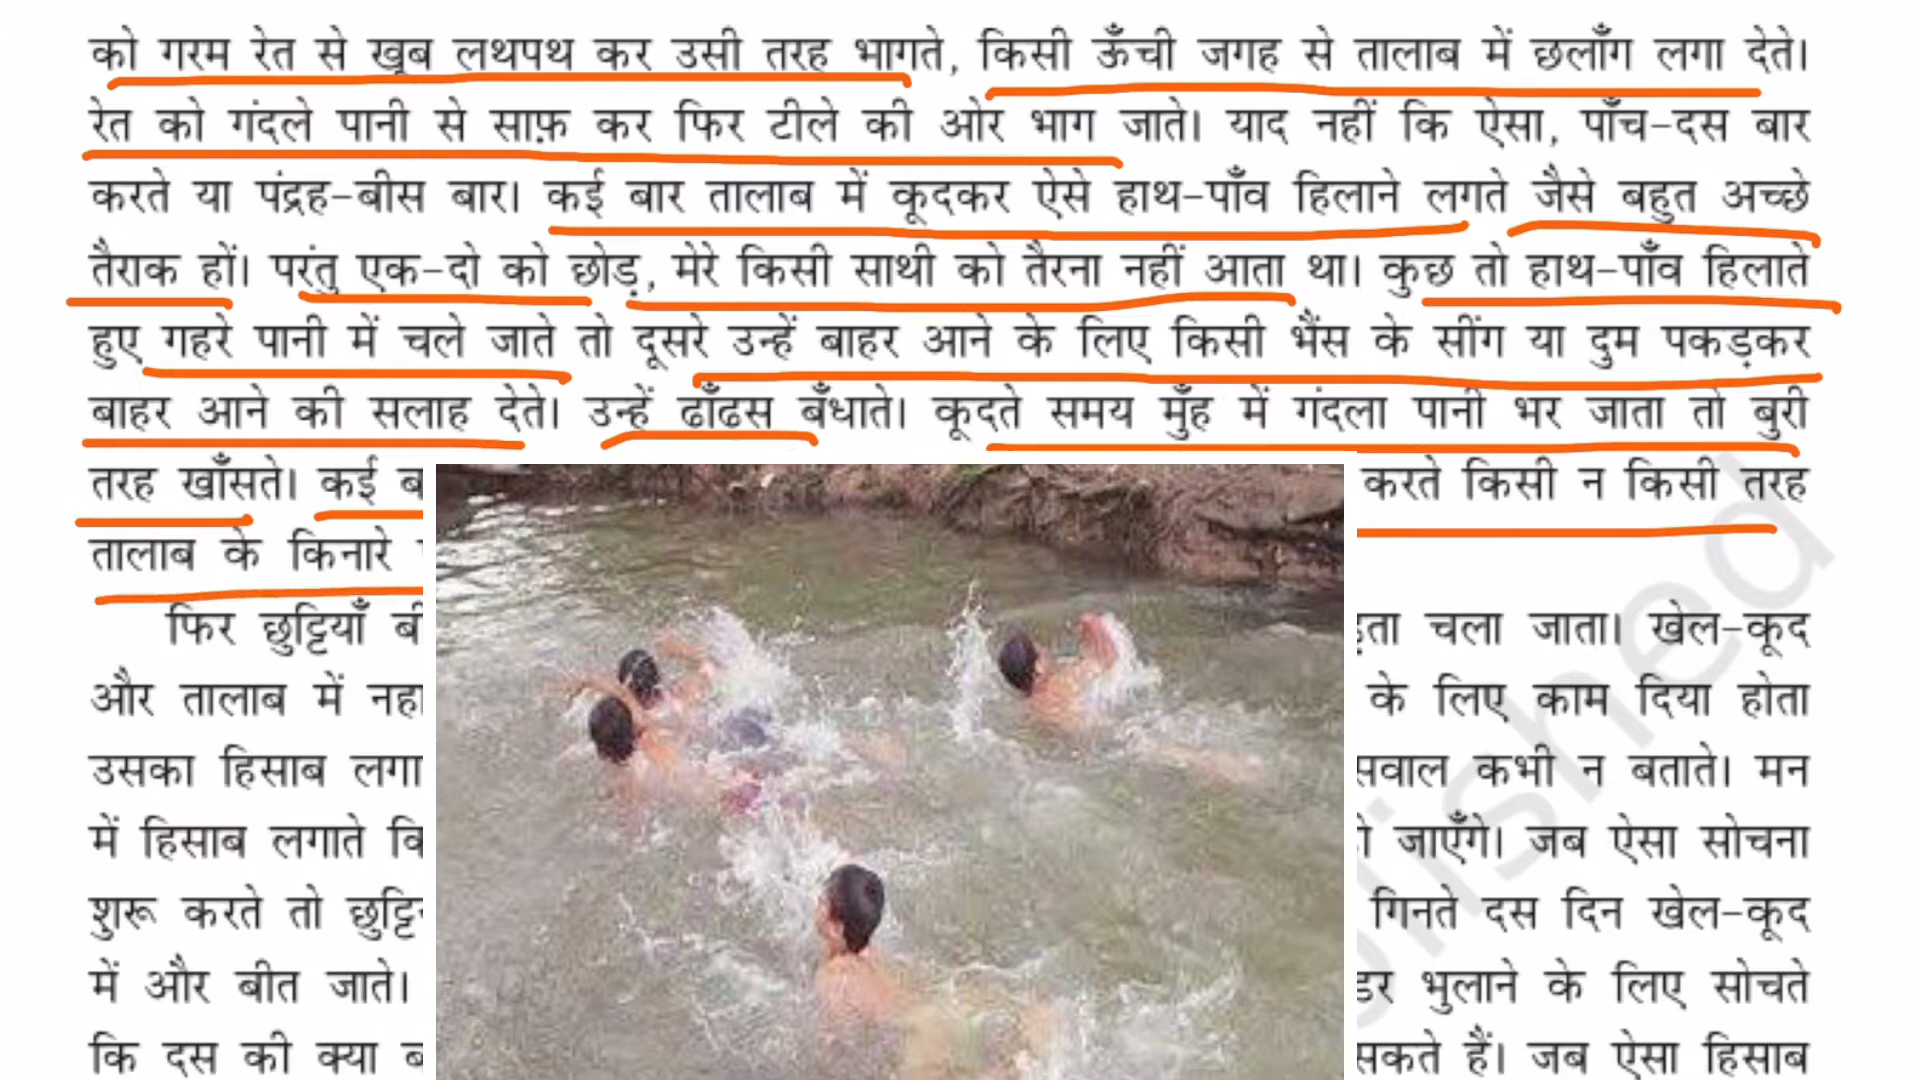 को गरम रेत से खूब लथपथ कर उसी तरह भागते, किसी ऊँची जगह से तालाब में छलाँग लगा देते।
रेत को गंदले पानी से साफ़ कर फिर टीले की ओर भाग जाते। याद नहीं कि ऐसा, पाँच-दस बार
करते या पंद्रह-बीस बार। कई बार तालाब में कूदकर ऐसे हाथ-पाँव हिलाने लगते जैसे बहुत अच्छे
तैराक हों। परंतु एक-दो को छोड़, मेरे किसी साथी को तैरना नहीं आता था। कुछ तो हाथ-पाँव हिलाते
हुए गहरे पानी में चले जाते तो दूसरे उन्हें बाहर आने के लिए किसी भैंस के सींग या दुम पकड़कर
बाहर आने की सलाह देते। उन्हें ढाँढस बँधाते। कूदते समय मुँह में गंदला पानी भर जाता तो बुरी
तरह खाँसते। कई करते किसी न किसी तरह
तालाब के किनारे
फिर छुट्टियाँ चला जाता। खेल-कूद
और तालाब में के लिए काम दिया होता
उसका हिसाब सवाल कभी न बताते। मन
में हिसाब लगाते जाएँगे। जब ऐसा सोचना
शुरू करते तो गिनते दस दिन खेल-कूद
में और बीत जाते। डर भुलाने के लिए सोचते
कि दस की क्या सकते हैं। जब ऐसा हिसाब